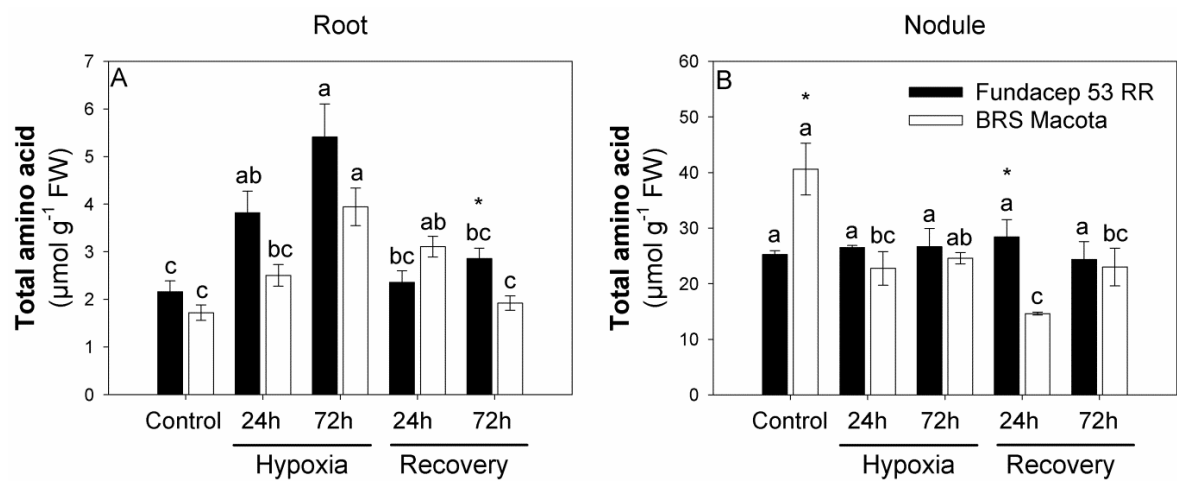 Root
A
Total amino acid
(µmol g⁻¹ FW)
7
6
5
4
3
2
1
0
c
c
ab
bc
a
a
bc
ab
*
bc
c
Control
24h
72h
24h
72h
Hypoxia
Recovery
Nodule
B
Fundacep 53 RR
BRS Macota
Total amino acid
(µmol g⁻¹ FW)
60
50
40
30
20
10
0
a
*
a
a
bc
a
ab
*
a
c
a
bc
Control
24h
72h
24h
72h
Hypoxia
Recovery